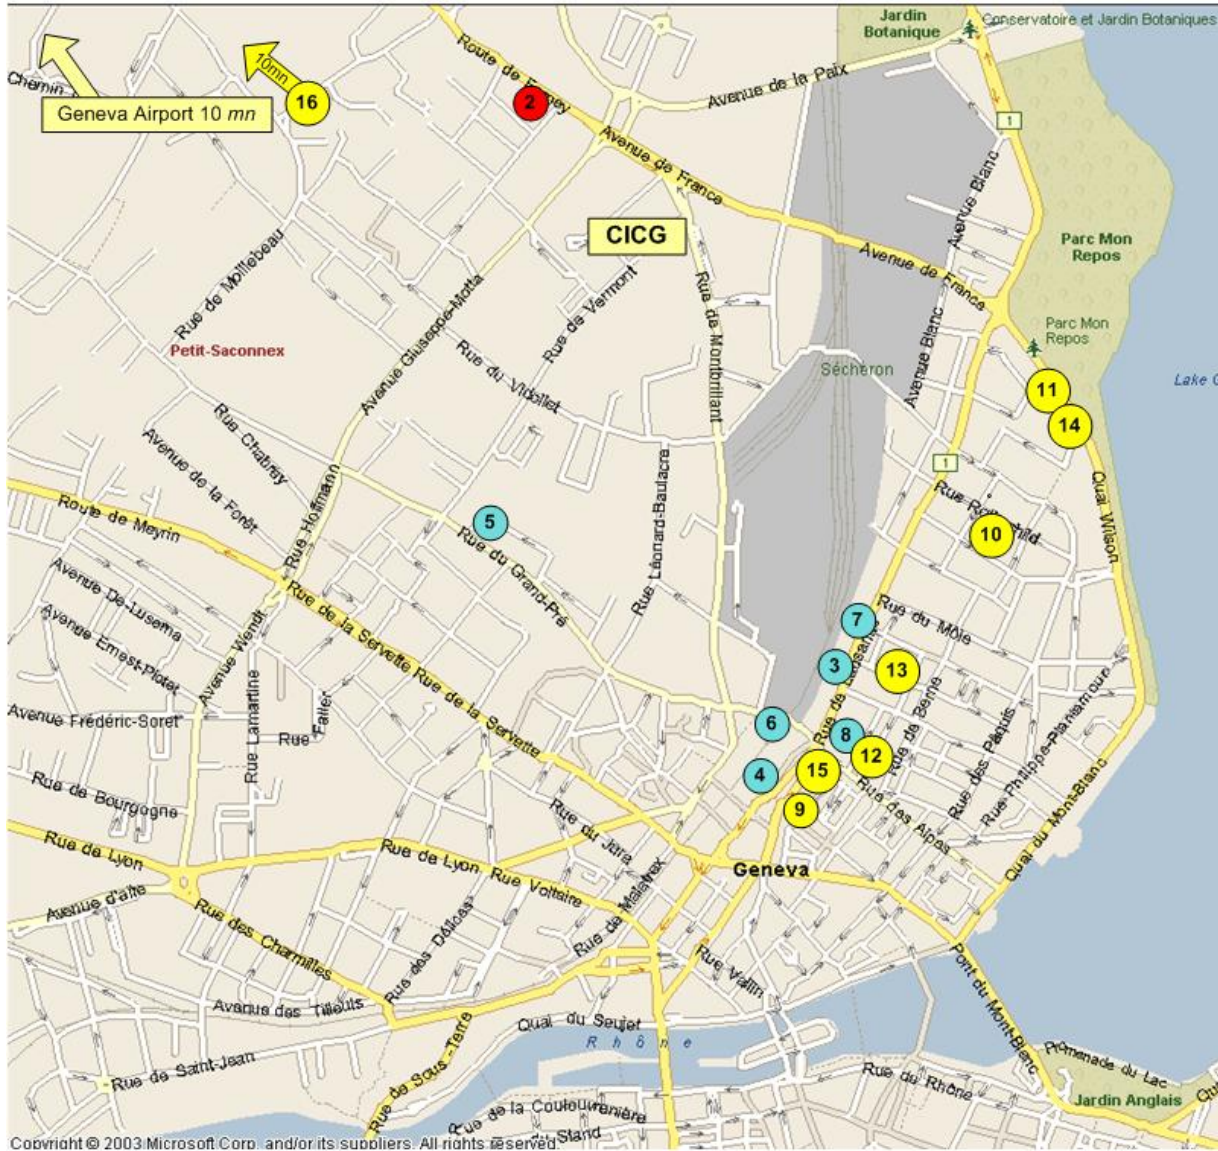 Jardin
Botanique
Conservatoire et Jardin Botaniques
Route de Ferney
Avenue de la Paix
10mn
16
2
Chemin
Geneva Airport 10 mn
1
Avenue de France
Avenue Blanc
CICG
Parc Mon
Repos
Rue de Moillebeau
Avenue Giuseppe-Motta
Rue de Vermont
Rue de Montbrillant
Avenue de France
Parc Mon
Repos
Petit-Saconnex
Rue du Vidollet
Sécheron
Avenue Blanc
11
Lake
14
Rue Chabrey
Avenue de la Forêt
Rue Hoffmann
Rue Léonard-Baulacre
1
Quai Wilson
Route de Meyrin
5
Rue Rothschild
10
Rue du Grand-Pré
Avenue De-Luserna
Rue de la Servette
Rue de la Servette
Avenue Ernest-Pictet
Avenue Wendt
7
Rue du Môle
3
13
Rue de Lausanne
Rue de Berne
Avenue Frédéric-Soret
Rue Lamartine
Rue Faller
6
8
12
Rue des Pâquis
Rue Philippe-Plantamour
4
15
9
Rue de Bourgogne
Rue du Jura
Rue des Alpes
Quai du Mont-Blanc
Rue de Lyon
Rue de Lyon
Rue Voltaire
Geneva
Avenue d'aïre
Rue des Charmilles
Rue des Délices
Rue de Malatrex
Rue Vallin
Pont du Mont-Blanc
Avenue des Tilleuls
Quai du Seujet
Rhône
Rue de Saint-Jean
Rue de Sous-Terre
Promenade du Lac
Rue du Rhône
Jardin Anglais
Qu
Rue de la Coulouvrenière
du Stand
Copyright © 2003 Microsoft Corp. and/or its suppliers. All rights reserved.